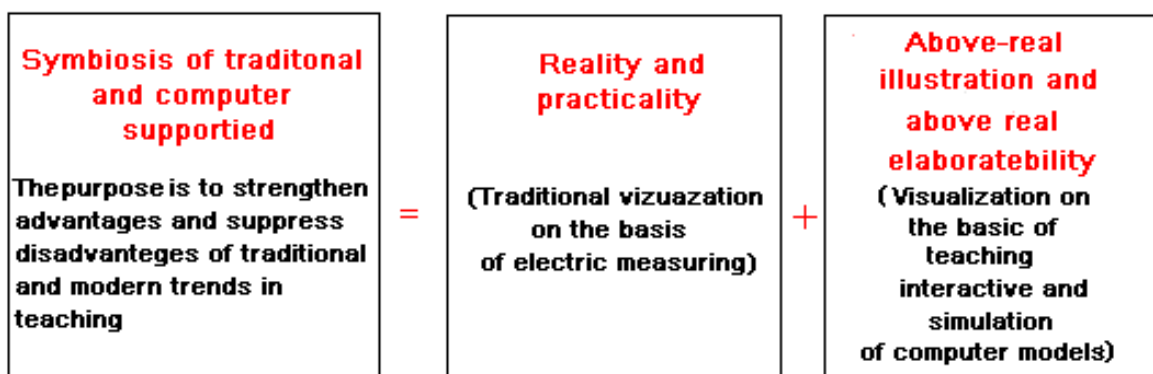 Symbiosis of traditonal
and computer
supportied
Thepurpose is to strengthen
advantages and suppress
disadvanteges of traditional
and modern trends in
teaching
=
Reality and
practicality
(Traditional vizuazation
on the basis
of electric measuring)
+
Above-real
illustration and
above real
elaboratebility
( Visualization on
the basic of
teaching
interactive and
simulation
of computer models)